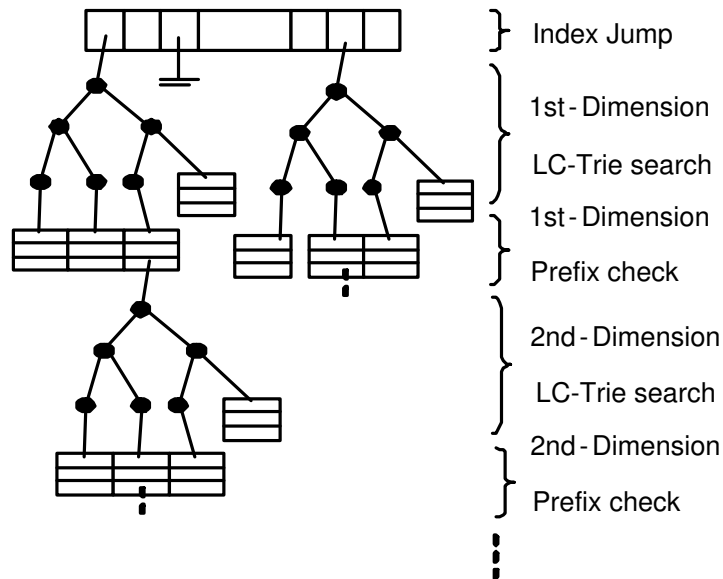 Index Jump
1st-Dimension
LC-Trie search
1st-Dimension
Prefix check
2nd-Dimension
LC-Trie search
2nd-Dimension
Prefix check